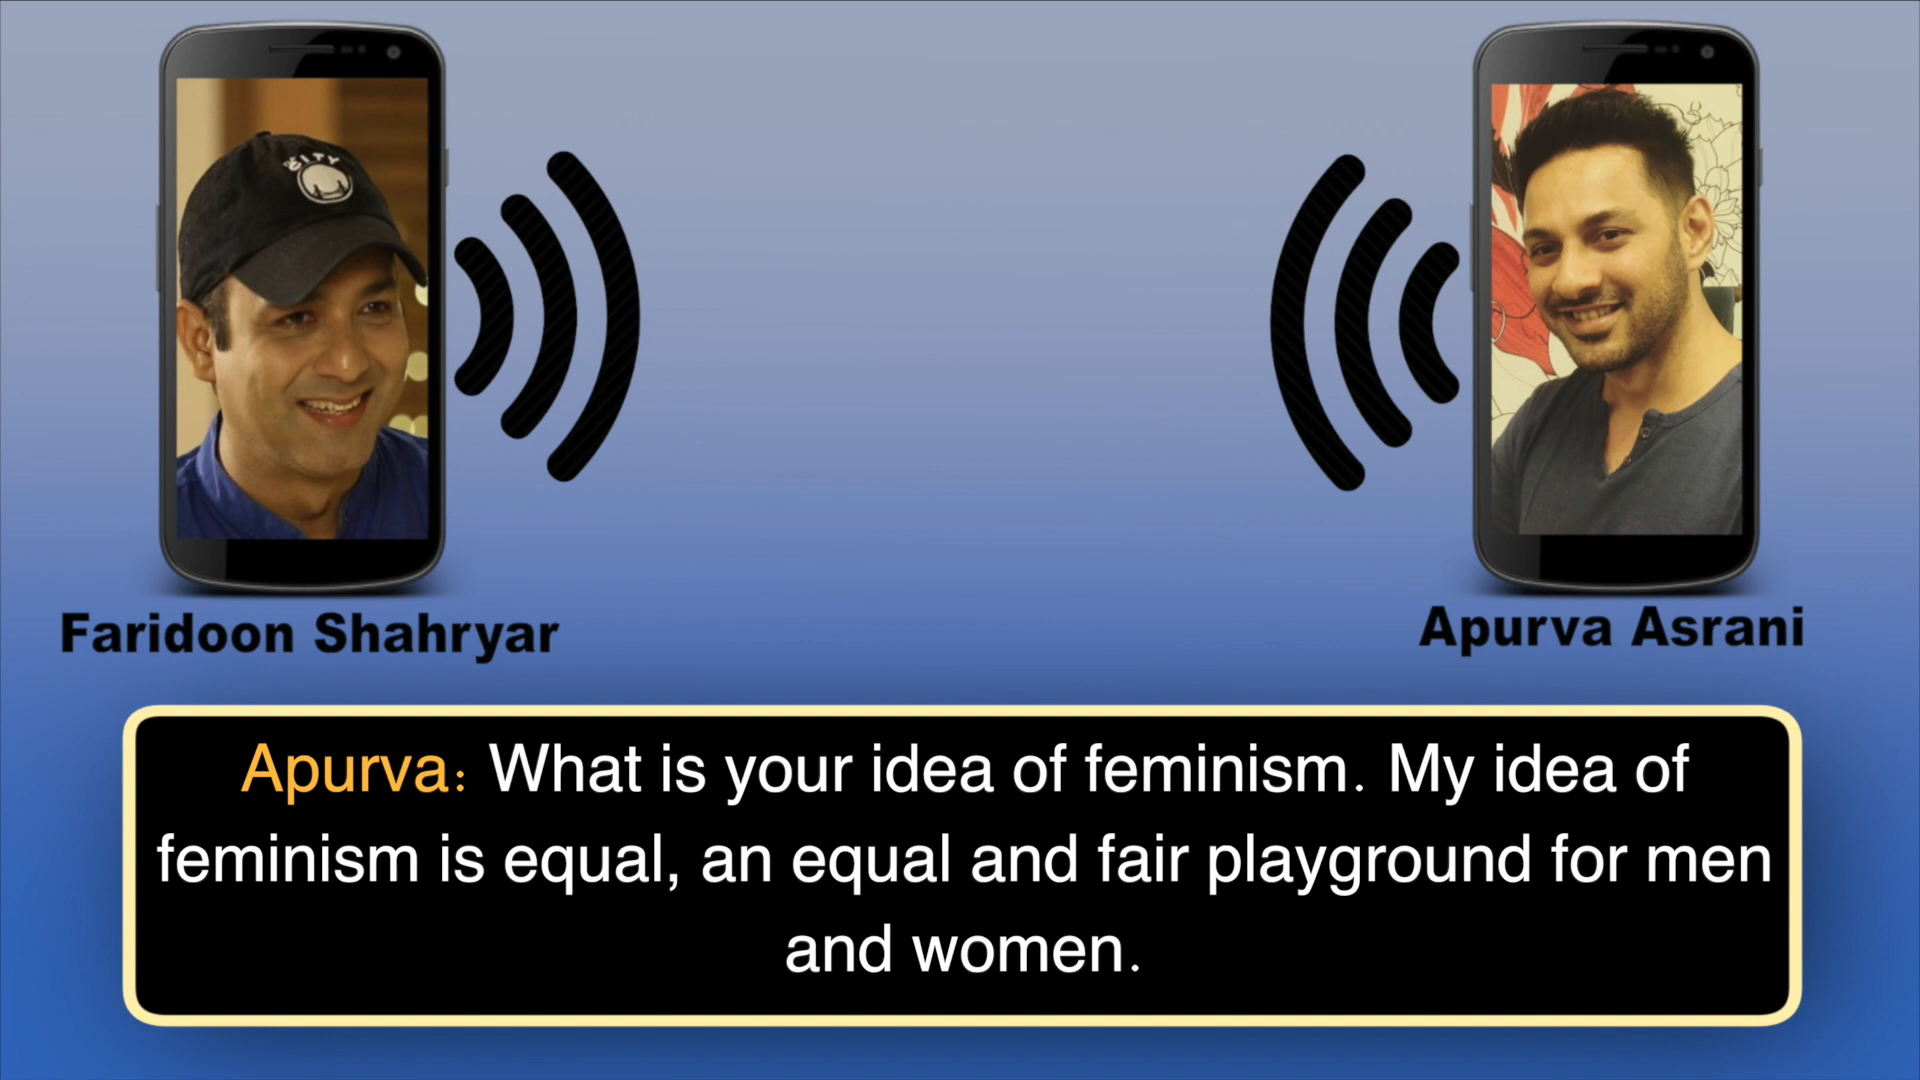 CITY
Faridoon Shahryar
Apurva Asrani
Apurva: What is your idea of feminism. My idea of
feminism is equal, an equal and fair playground for men
and women.